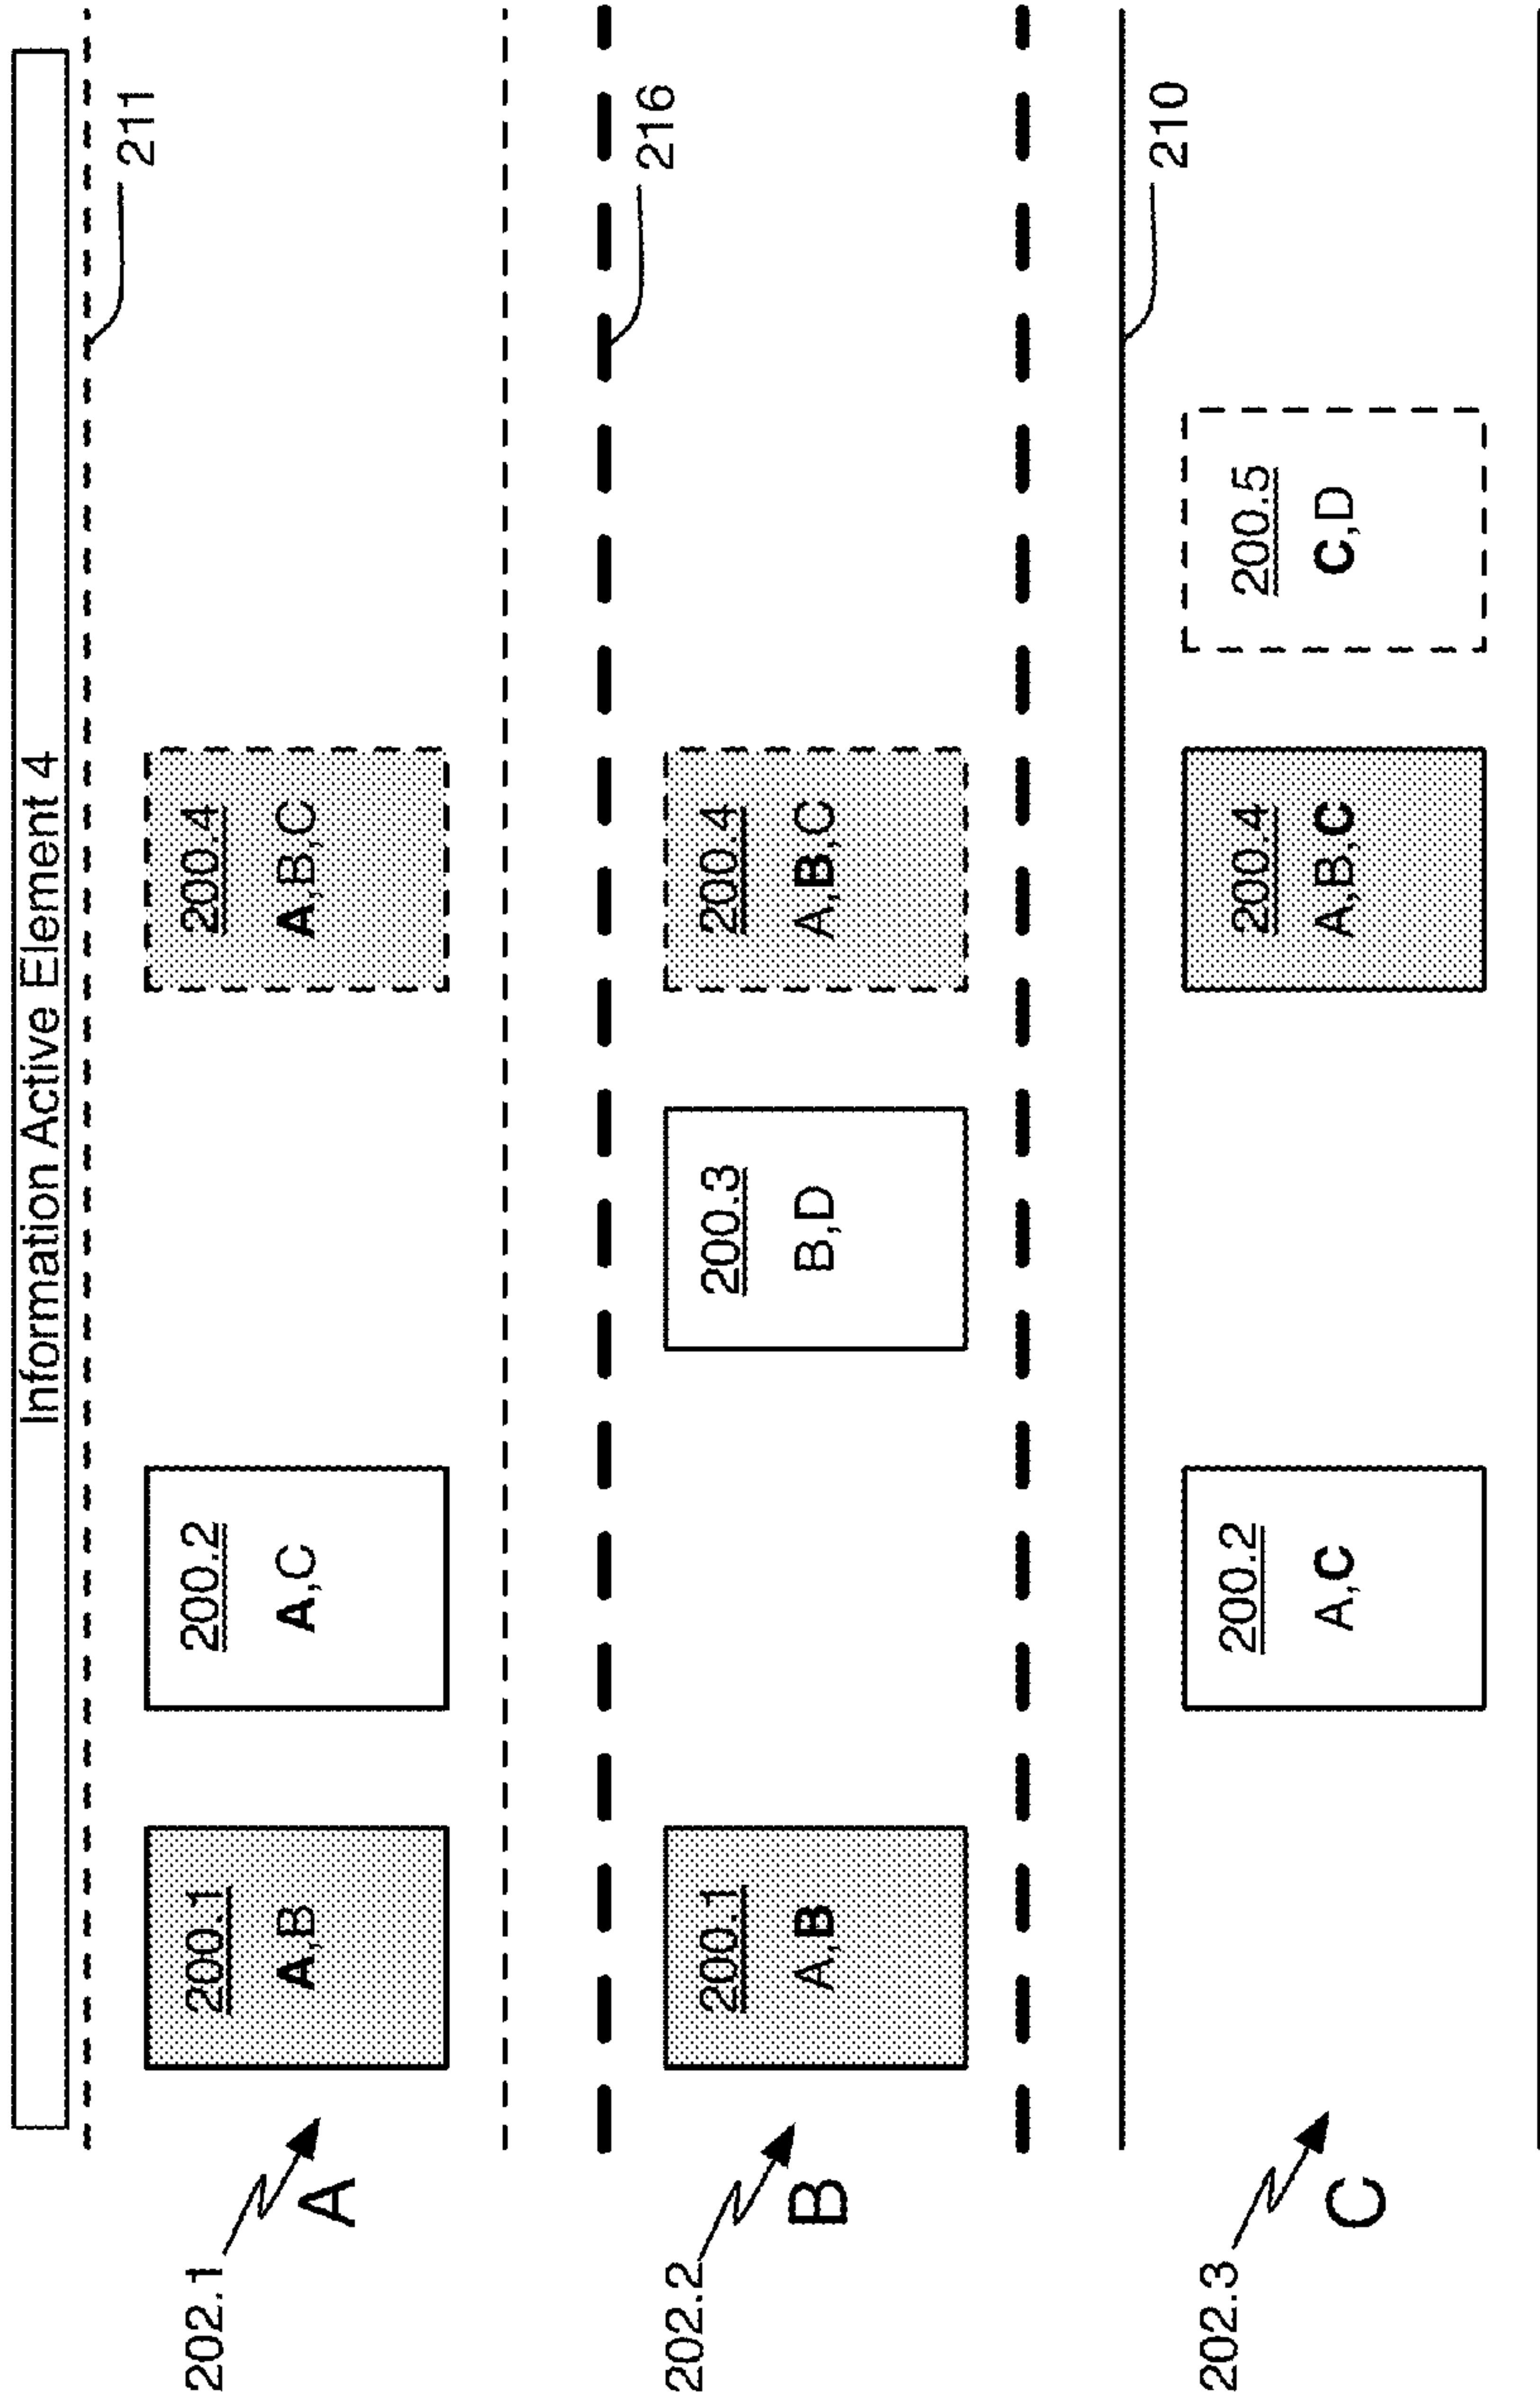 Information Active Element 4
211
202.1
A
200.1
A,B
200.2
A,C
200.4
A,B,C
216
202.2
B
200.1
A,B
200.3
B,D
200.4
A,B,C
210
202.3
C
200.2
A,C
200.4
A,B,C
200.5
C,D